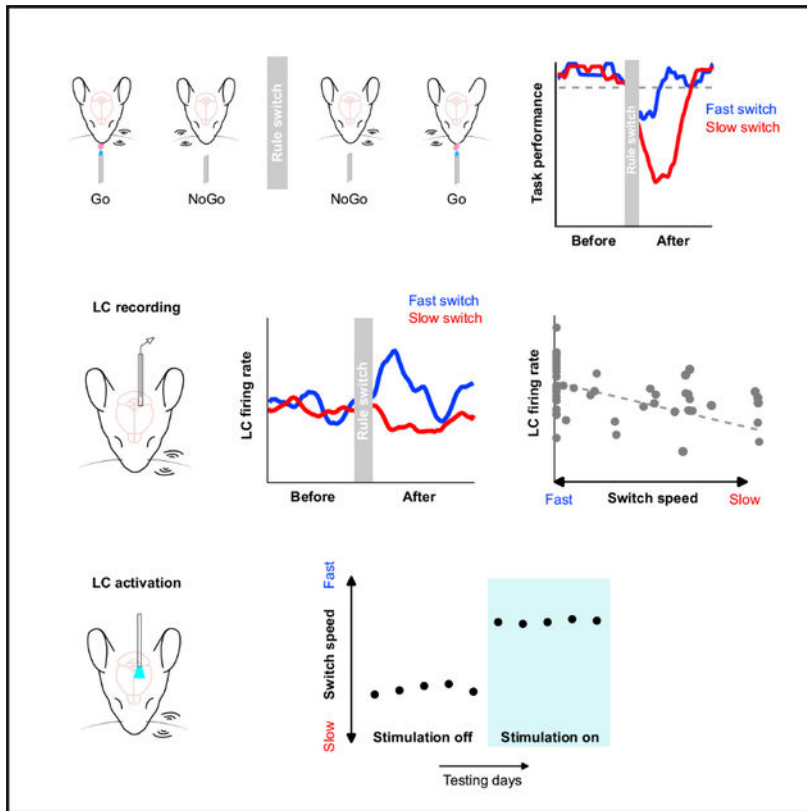 Go
NoGo
Rule switch
NoGo
Go
Task performance
Rule switch
Fast switch
Slow switch
Before
After
LC recording
LC firing rate
Rule switch
Fast switch
Slow switch
Before
After
LC firing rate
Fast
Switch speed
Slow
LC activation
Fast
Switch speed
Slow
Stimulation off
Stimulation on
Testing days